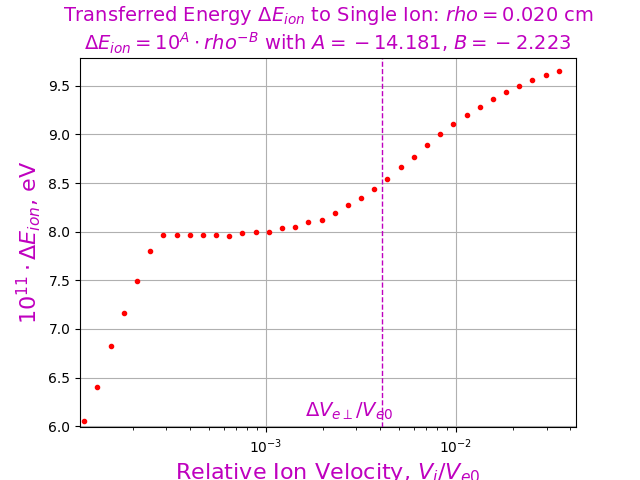 Transferred Energy ΔE_ion to Single Ion: rho = 0.020 cm
ΔE_ion = 10^A · rho^−B with A = −14.181, B = −2.223
10^11 · ΔE_ion, eV
9.5
9.0
8.5
8.0
7.5
7.0
6.5
6.0
ΔV_e⊥/V_e0
10^−3 10^−2
Relative Ion Velocity, V_i/V_e0